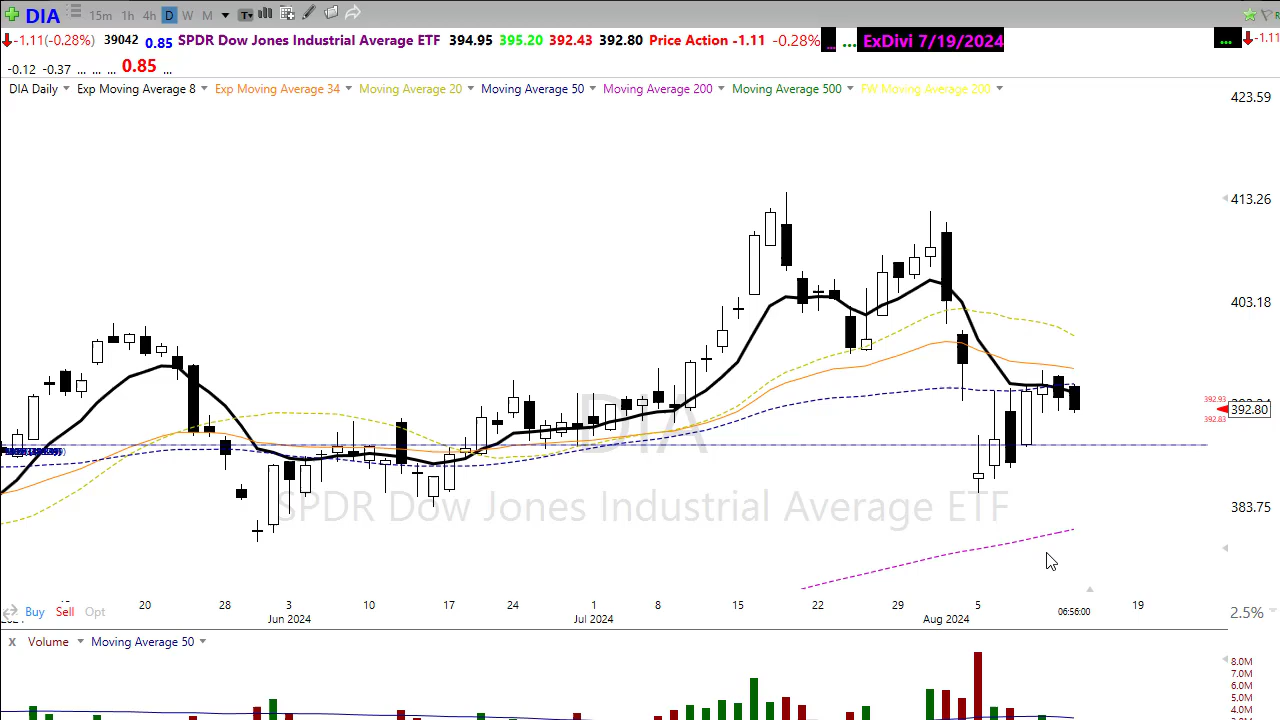 DIA 15m 1h 4h D W M T
-1.11(-0.28%) 39042 0.85 SPDR Dow Jones Industrial Average ETF 394.95 395.20 392.43 392.80 Price Action -1.11 -0.28% ... ... ExDivi 7/19/2024 ... -1.11
-0.12 -0.37 ... ... ... 0.85 ...
DIA Daily Exp Moving Average 8 Exp Moving Average 34 Moving Average 20 Moving Average 50 Moving Average 200 Moving Average 500 FW Moving Average 200
423.59
413.26
403.18
392.93
392.80
392.83
DIA
SPDR Dow Jones Industrial Average ETF
383.75
Buy Sell Opt
20 28 3 10 17 24 1 8 15 22 29 5 06:56:00 19
2.5%
Jun 2024 Jul 2024 Aug 2024
X Volume Moving Average 50
8.0M
7.0M
6.0M
5.0M
4.0M